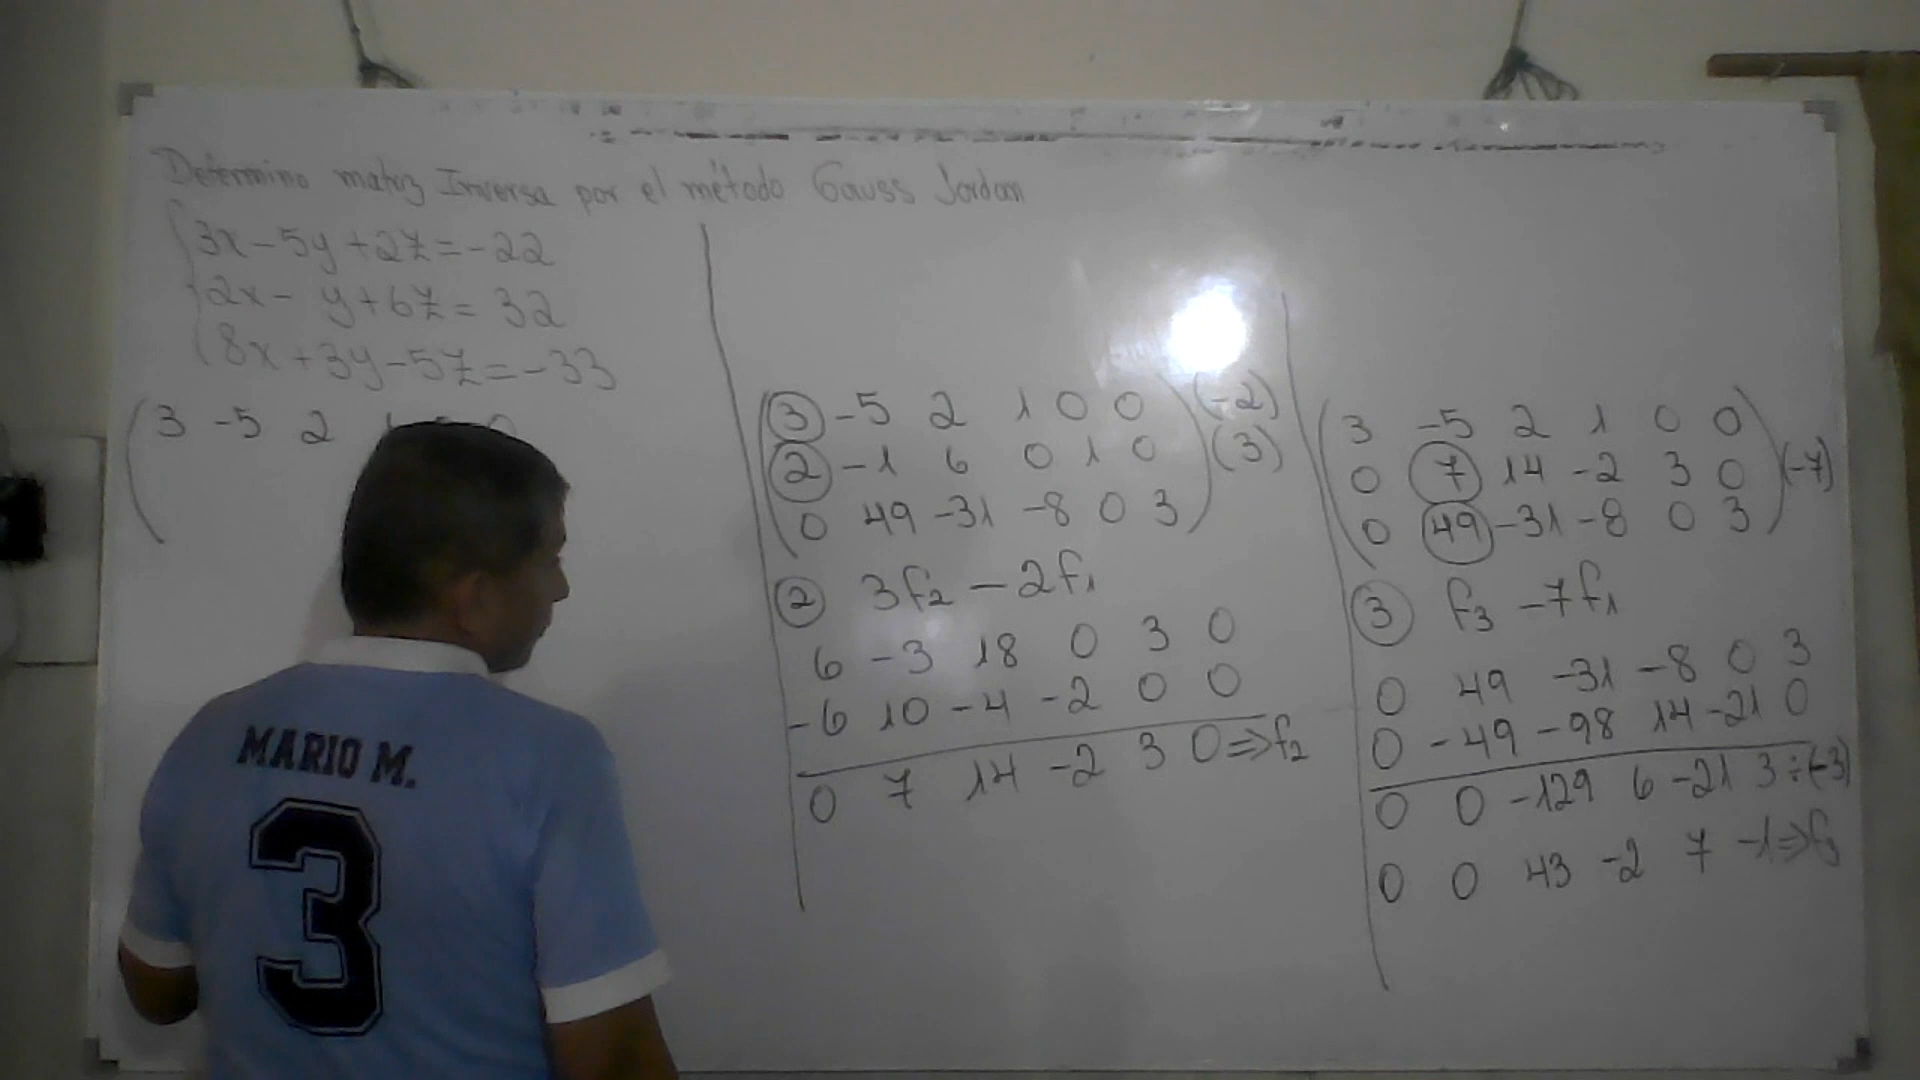 Determino matriz Inversa por el método Gauss Jordan
3x-5y+2z=-22
2x- y+6z= 32
8x+3y-5z=-33
3 -5 2
3 -5 2 1 0 0 (-2)
2 -1 6 0 1 0 (3)
0 49 -31 -8 0 3
2 3f2 - 2f1
6 -3 18 0 3 0
-6 10 -4 -2 0 0
0 7 14 -2 3 0 ⇒ f2
3 -5 2 1 0 0
0 7 14 -2 3 0 (-7)
0 49 -31 -8 0 3
3 f3 -7f1
0 49 -31 -8 0 3
0 -49 -98 14 -21 0
0 0 -129 6 -21 3 ÷(-3)
0 0 43 -2 7 -1 ⇒ f3
MARIO M.
3